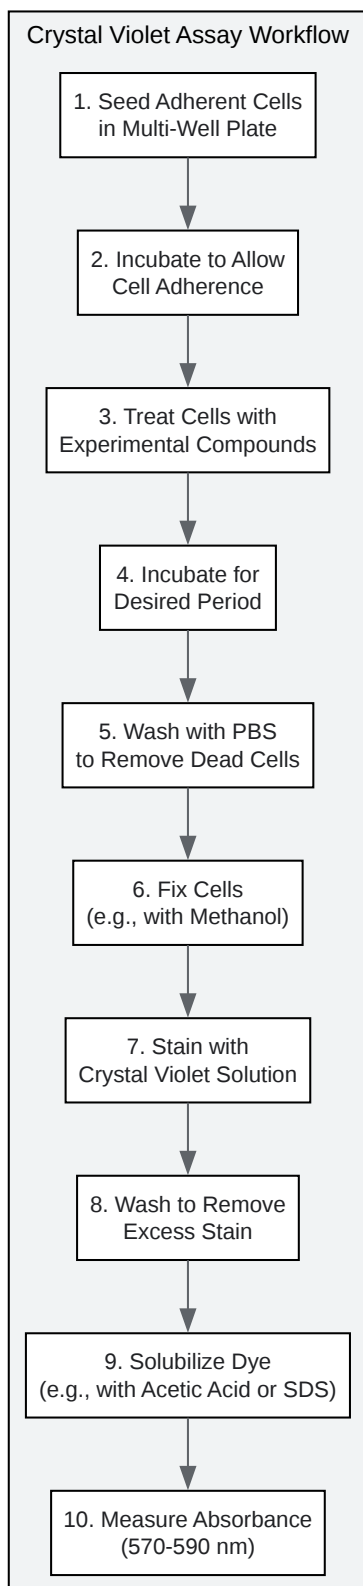 Crystal Violet Assay Workflow
1. Seed Adherent Cells
in Multi-Well Plate
2. Incubate to Allow
Cell Adherence
3. Treat Cells with
Experimental Compounds
4. Incubate for
Desired Period
5. Wash with PBS
to Remove Dead Cells
6. Fix Cells
(e.g., with Methanol)
7. Stain with
Crystal Violet Solution
8. Wash to Remove
Excess Stain
9. Solubilize Dye
(e.g., with Acetic Acid or SDS)
10. Measure Absorbance
(570-590 nm)